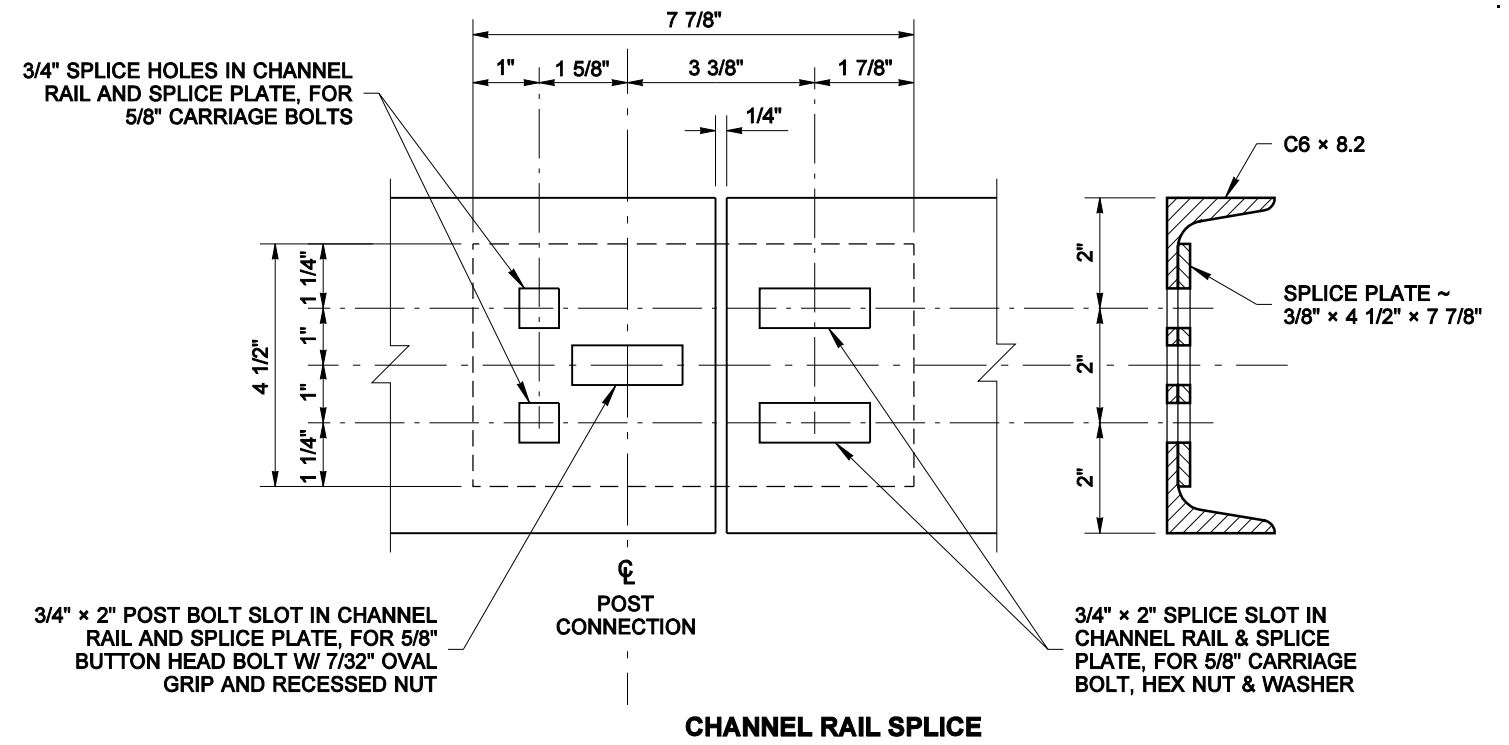 7 7/8"
1"
1 5/8"
3 3/8"
1 7/8"
3/4" SPLICE HOLES IN CHANNEL
RAIL AND SPLICE PLATE, FOR
5/8" CARRIAGE BOLTS
1/4"
C6 × 8.2
4 1/2"
1 1/4"
1"
1"
1 1/4"
2"
2"
2"
SPLICE PLATE ~
3/8" × 4 1/2" × 7 7/8"
℄
POST
CONNECTION
3/4" × 2" POST BOLT SLOT IN CHANNEL
RAIL AND SPLICE PLATE, FOR 5/8"
BUTTON HEAD BOLT W/ 7/32" OVAL
GRIP AND RECESSED NUT
3/4" × 2" SPLICE SLOT IN
CHANNEL RAIL & SPLICE
PLATE, FOR 5/8" CARRIAGE
BOLT, HEX NUT & WASHER
CHANNEL RAIL SPLICE